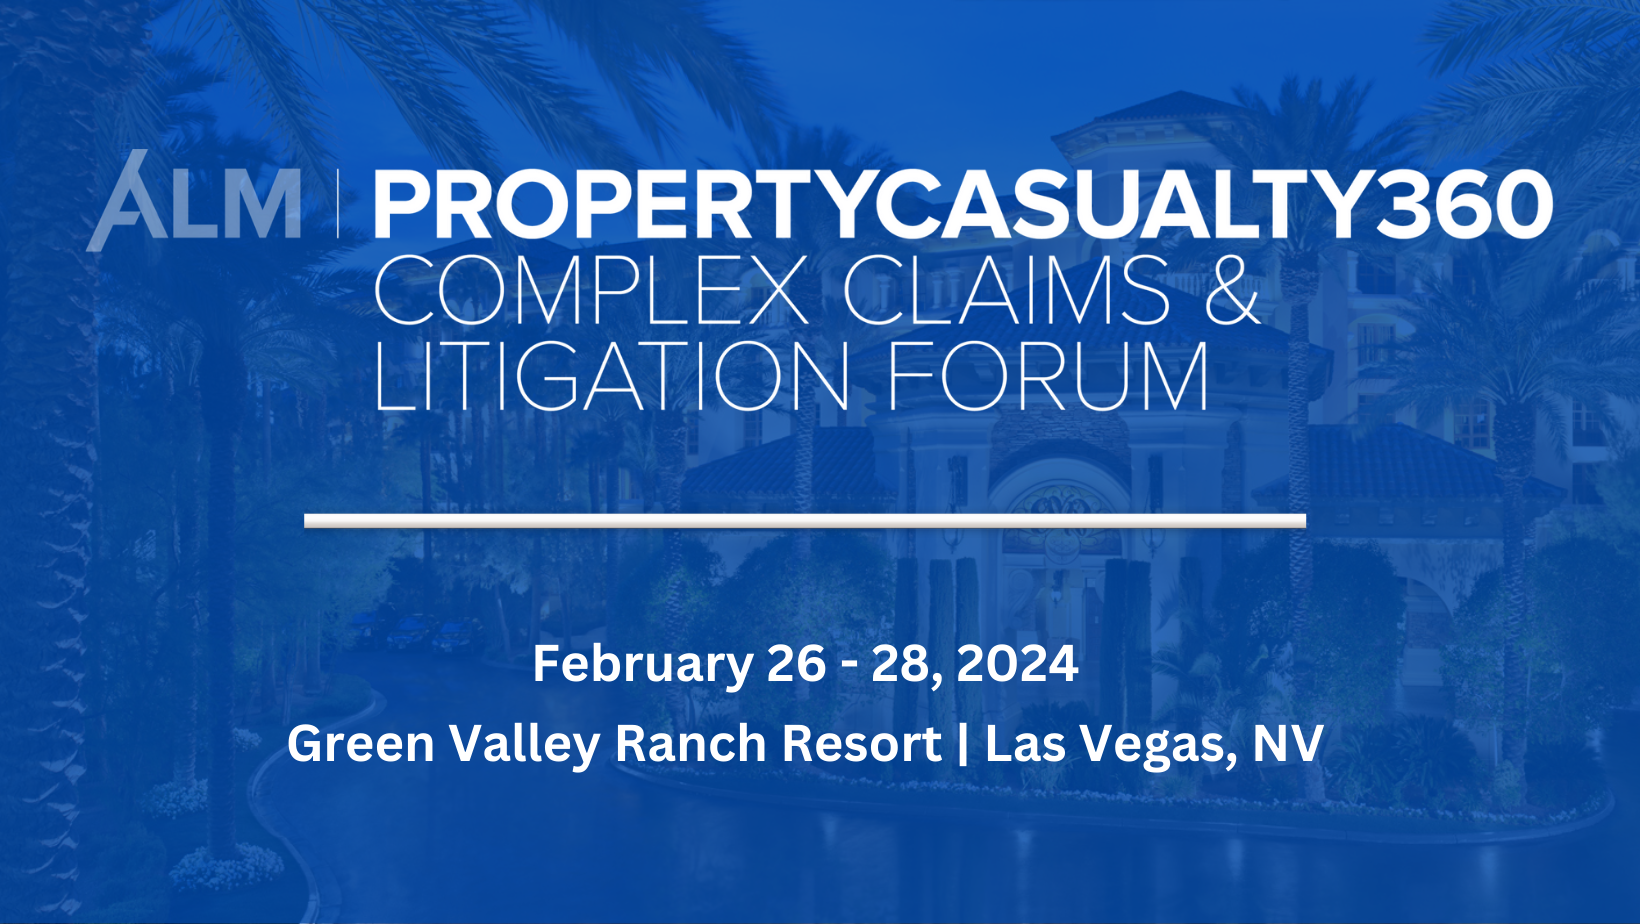 ALM | PROPERTYCASUALTY360
COMPLEX CLAIMS &
LITIGATION FORUM
February 26 - 28, 2024
Green Valley Ranch Resort | Las Vegas, NV